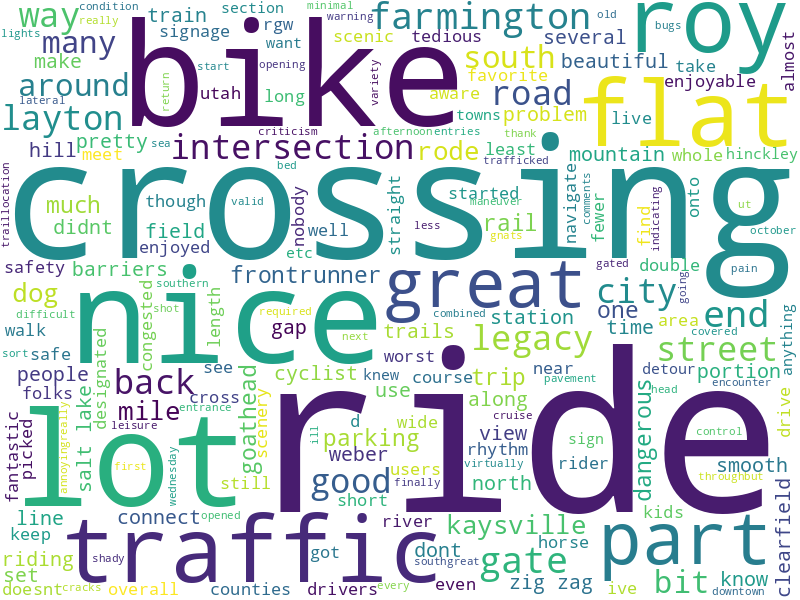 condition
really
lights
way
many
make
around
layton
hill
meet
pretty
sea
train
section
signage
rgw
want
utah
long
start
opening
return
lateral
bike
minimal
warning
scenic
farmington
tedious
variety
south
aware
favorite
towns
problem
several
beautiful
road
take
enjoyable
roy
bugs
old
almost
flat
live
intersection
criticism
afternoon
entries
thank
rode
least
trafficked
mountain
whole
hinckley
crossing
bed
valid
traillocation
though
much
didnt
field
enjoyed
nobody
well
etc
straight
started
maneuver
rail
less
gnats
navigate
comments
fewer
find
indicating
onto
ut
october
pain
double
gated
going
safety
barriers
dog
southern
difficult
shot
walk
sort
safe
people
folks
congested
designated
length
nice
frontrunner
required
gap
next
great
combined
station
city
one
time
area
covered
end
anything
legacy
trails
worst
street
portion
detour
near
see
cross
back
mile
cyclist
knew
course
trip
use
along
pavement
head
encounter
drive
fantastic
picked
annoyingreally
salt lake
entrance
leisure
goathead
scenery
first
wednesday
lot
still
ill
d
wide
parking
weber
users
good
finally
short
view
rhythm
cruise
virtually
north
sign
rider
ride
dangerous
smooth
control
throughout
kids
clearfield
line
keep
connect
opened
river
kaysville
riding
set
doesnt
shady
cracks
traffic
overall
counties
got
drivers
every
dont
southgreat
even
gate
horse
zig zag
ive
part
bit
know
downtown